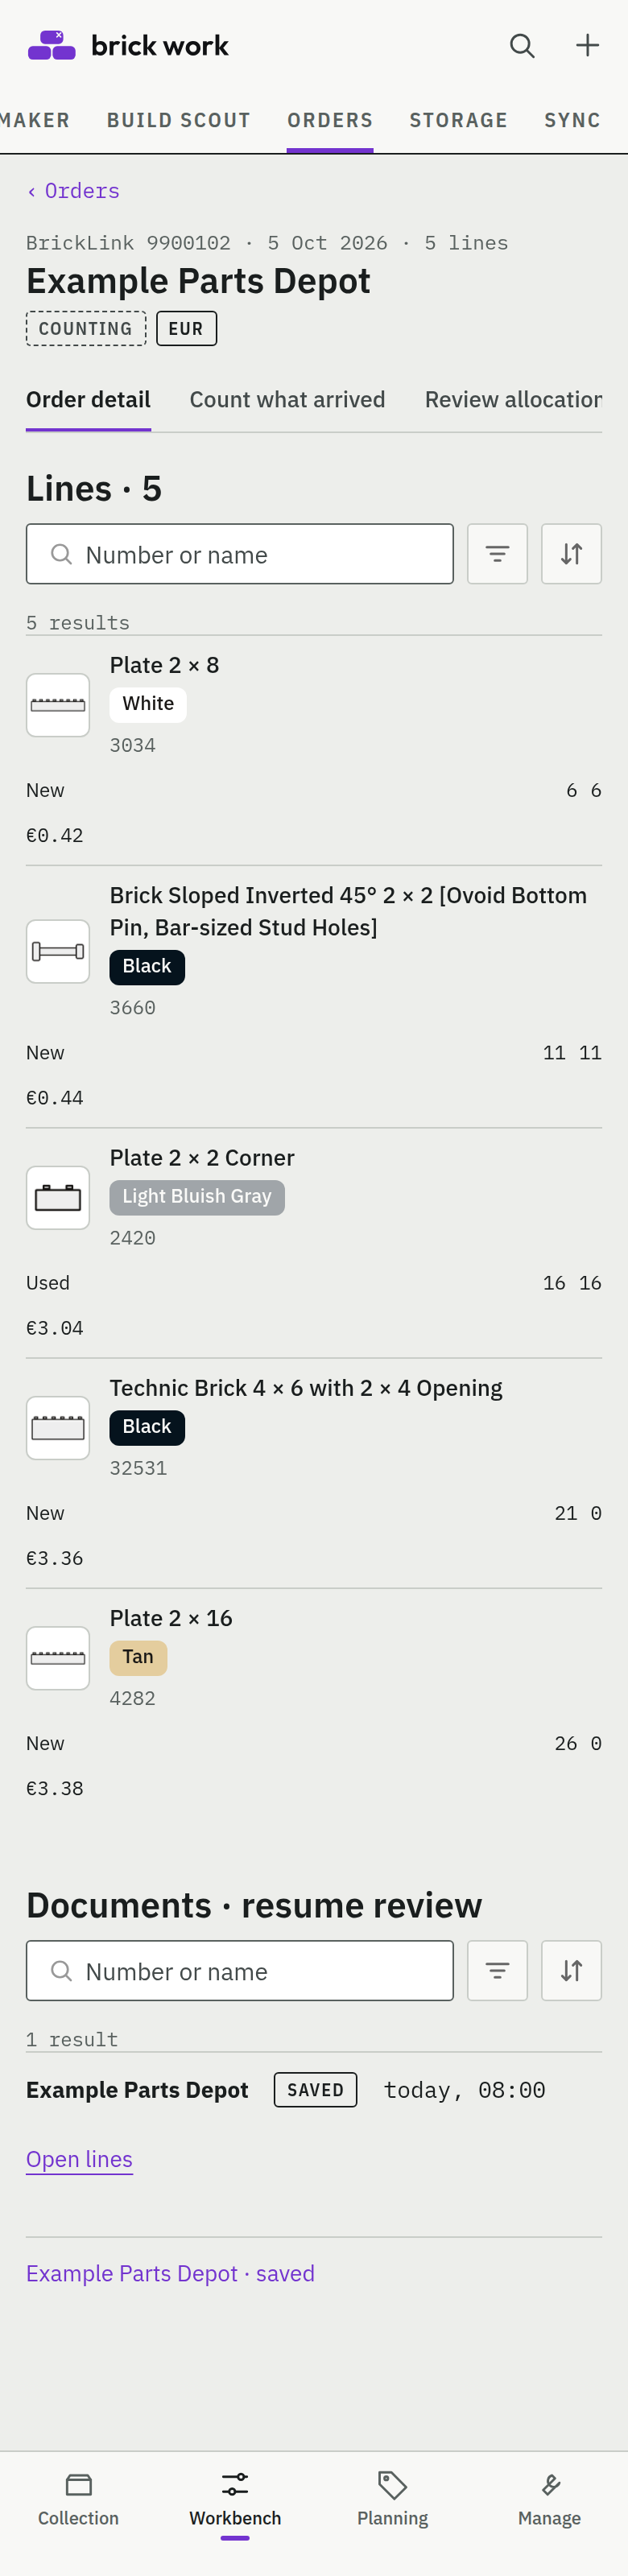 brick work
MAKER BUILD SCOUT ORDERS STORAGE SYNC
‹ Orders
BrickLink 9900102 · 5 Oct 2026 · 5 lines
Example Parts Depot
COUNTING EUR
Order detail Count what arrived Review allocation
Lines · 5
Number or name
5 results
Plate 2 × 8
White
3034
New 6 6
€0.42
Brick Sloped Inverted 45° 2 × 2 [Ovoid Bottom
Pin, Bar-sized Stud Holes]
Black
3660
New 11 11
€0.44
Plate 2 × 2 Corner
Light Bluish Gray
2420
Used 16 16
€3.04
Technic Brick 4 × 6 with 2 × 4 Opening
Black
32531
New 21 0
€3.36
Plate 2 × 16
Tan
4282
New 26 0
€3.38
Documents · resume review
Number or name
1 result
Example Parts Depot SAVED today, 08:00
Open lines
Example Parts Depot · saved
Collection Workbench Planning Manage